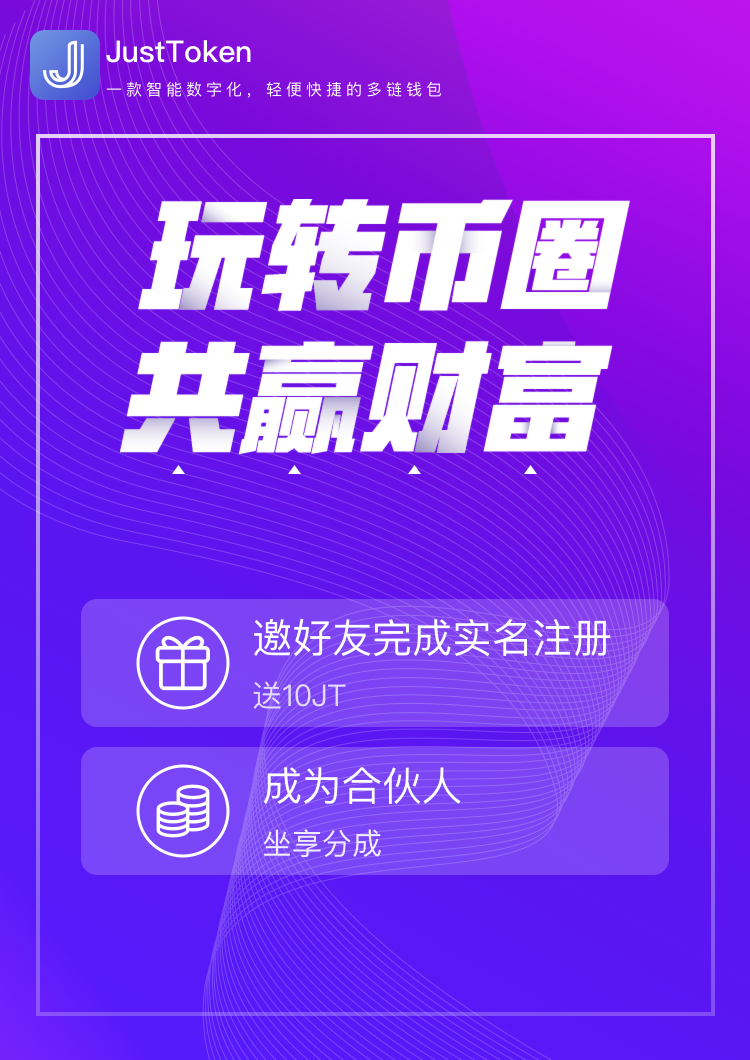 JustToken
一款智能数字化，轻便快捷的多链钱包
玩转币圈
共赢财富
邀好友完成实名注册
送10JT
成为合伙人
坐享分成